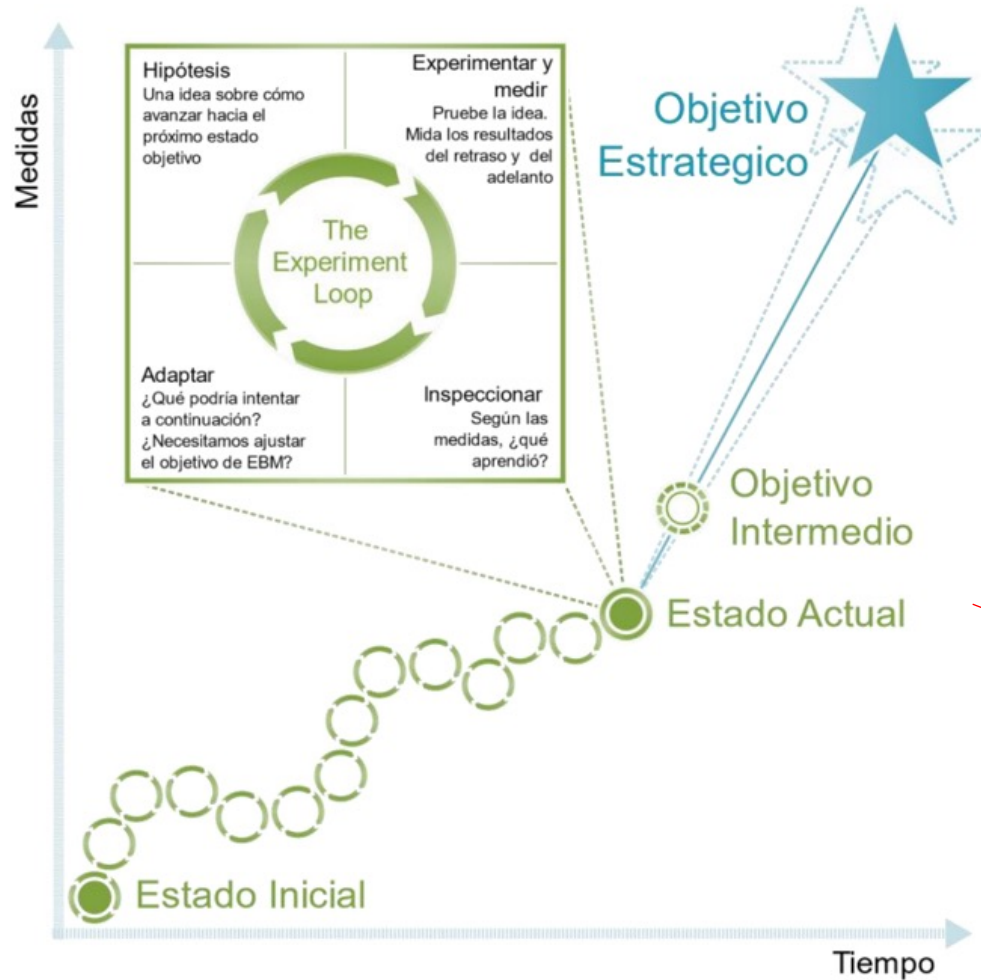 Medidas
Hipótesis
Una idea sobre cómo
avanzar hacia el
próximo estado
objetivo
Experimentar y
medir
Pruebe la idea.
Mida los resultados
del retraso y del
adelanto
The
Experiment
Loop
Adaptar
¿Qué podría intentar
a continuación?
¿Necesitamos ajustar
el objetivo de EBM?
Inspeccionar
Según las
medidas, ¿qué
aprendió?
Objetivo
Estrategico
Objetivo
Intermedio
Estado Actual
Estado Inicial
Tiempo